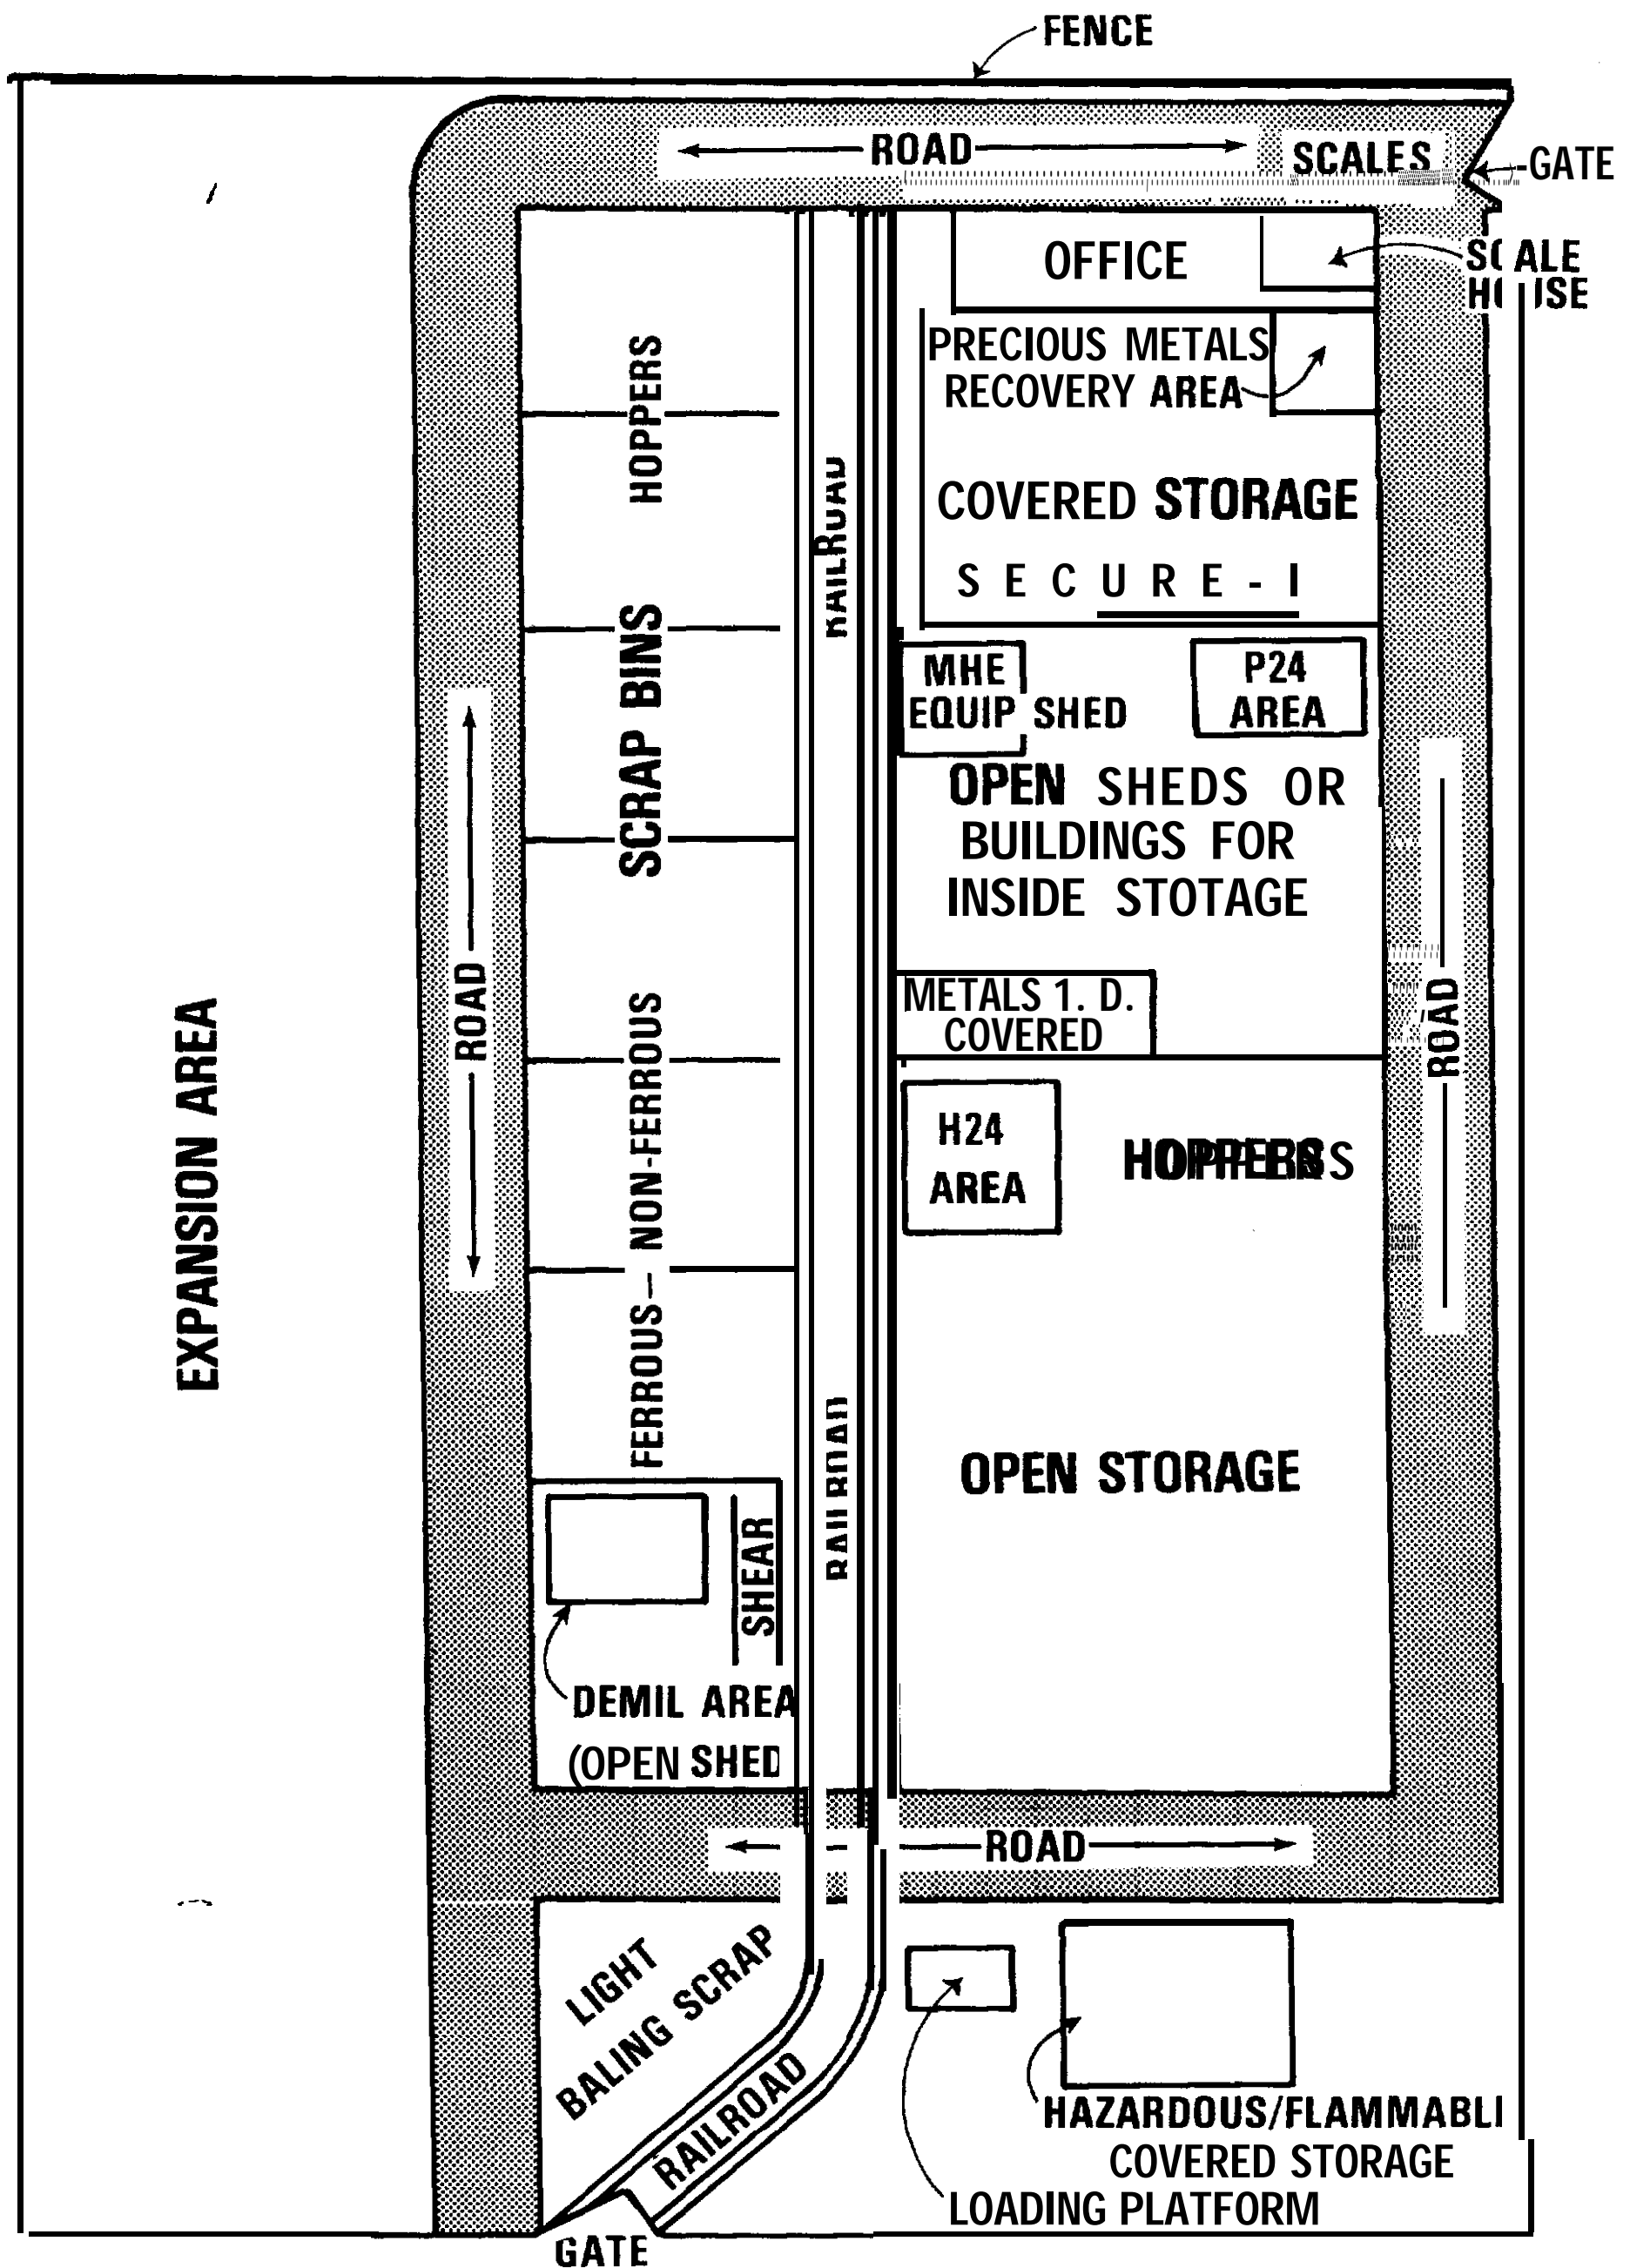 FENCE
ROAD
SCALES
-GATE
OFFICE
SCALE
HOUSE
PRECIOUS METALS
RECOVERY AREA
HOPPERS
RAILROAD
COVERED STORAGE
SECURE-I
MHE
EQUIP SHED
P24
AREA
SCRAP BINS
OPEN SHEDS OR
BUILDINGS FOR
INSIDE STOTAGE
ROAD
ROAD
METALS 1. D.
COVERED
EXPANSION AREA
FERROUS – NON-FERROUS
H24
AREA
HOPPERS
RAILROAD
OPEN STORAGE
SHEAR
DEMIL AREA
(OPEN SHED
ROAD
LIGHT
BALING SCRAP
RAILROAD
HAZARDOUS/FLAMMABL
COVERED STORAGE
LOADING PLATFORM
GATE